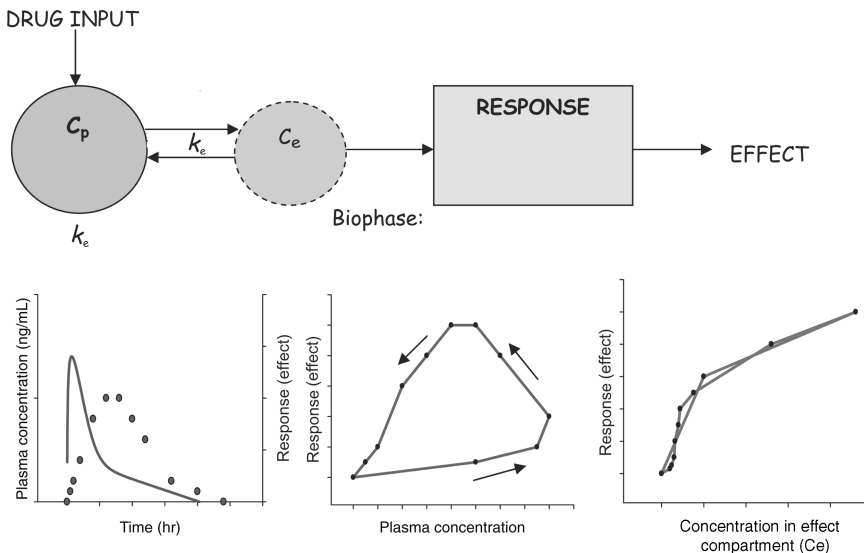 DRUG INPUT
Cp
ke
Ce
RESPONSE
EFFECT
Biophase:
ke
Plasma concentration (ng/mL)
Response (effect)
Time (hr)
Response (effect)
Plasma concentration
Response (effect)
Concentration in effect
compartment (Ce)